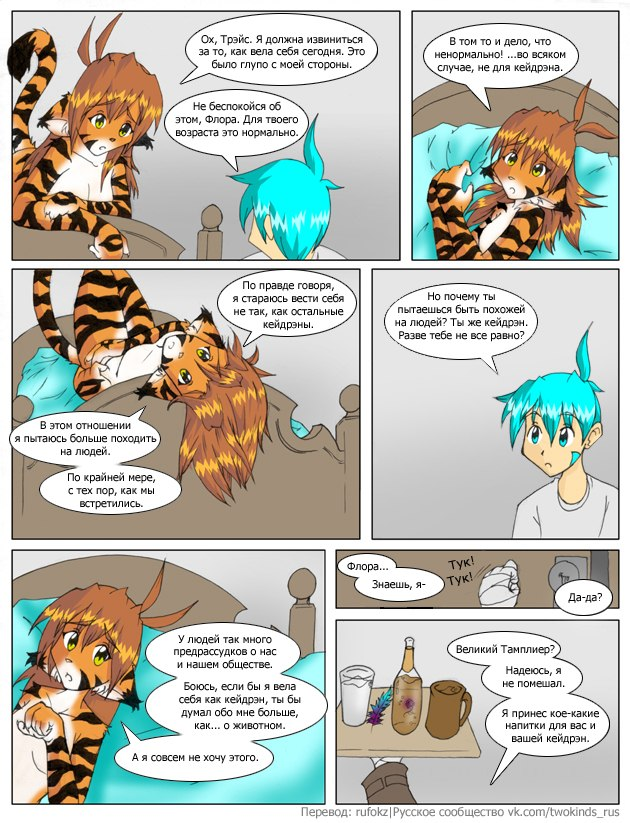 Ох, Трэйс. Я должна извиниться
за то, как вела себя сегодня. Это
было глупо с моей стороны.
Не беспокойся об
этом, Флора. Для твоего
возраста это нормально.
В том то и дело, что
ненормально! ...во всяком
случае, не для кейдрэна.
По правде говоря,
я стараюсь вести себя
не так, как остальные
кейдрэны.
В этом отношении
я пытаюсь больше походить
на людей.
По крайней мере,
с тех пор, как мы
встретились.
Но почему ты
пытаешься быть похожей
на людей? Ты же кейдрэн.
Разве тебе не все равно?
У людей так много
предрассудков о нас
и нашем обществе.
Боюсь, если бы я вела
себя как кейдрэн, ты бы
думал обо мне больше,
как... о животном.
А я совсем не хочу этого.
Флора...
Знаешь, я-
Тук!
Тук!
Да-да?
Великий Тамплиер?
Надеюсь, я
не помешал.
Я принес кое-какие
напитки для вас и
вашей кейдрэн.
Перевод: rufokz|Русское сообщество vk.com/twokinds_rus